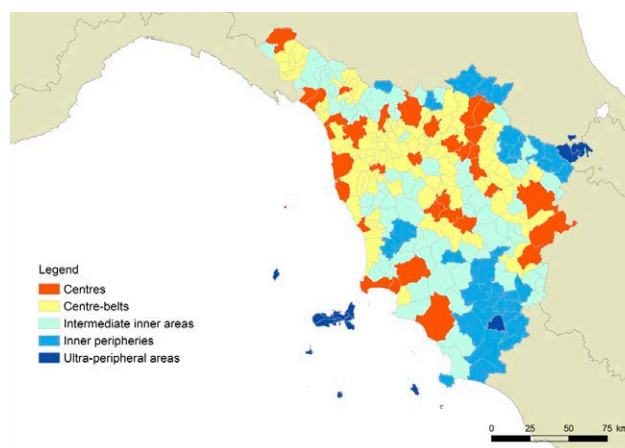 Legend
Centres
Centre-belts
Intermediate inner areas
Inner peripheries
Ultra-peripheral areas
0 25 50 75 km